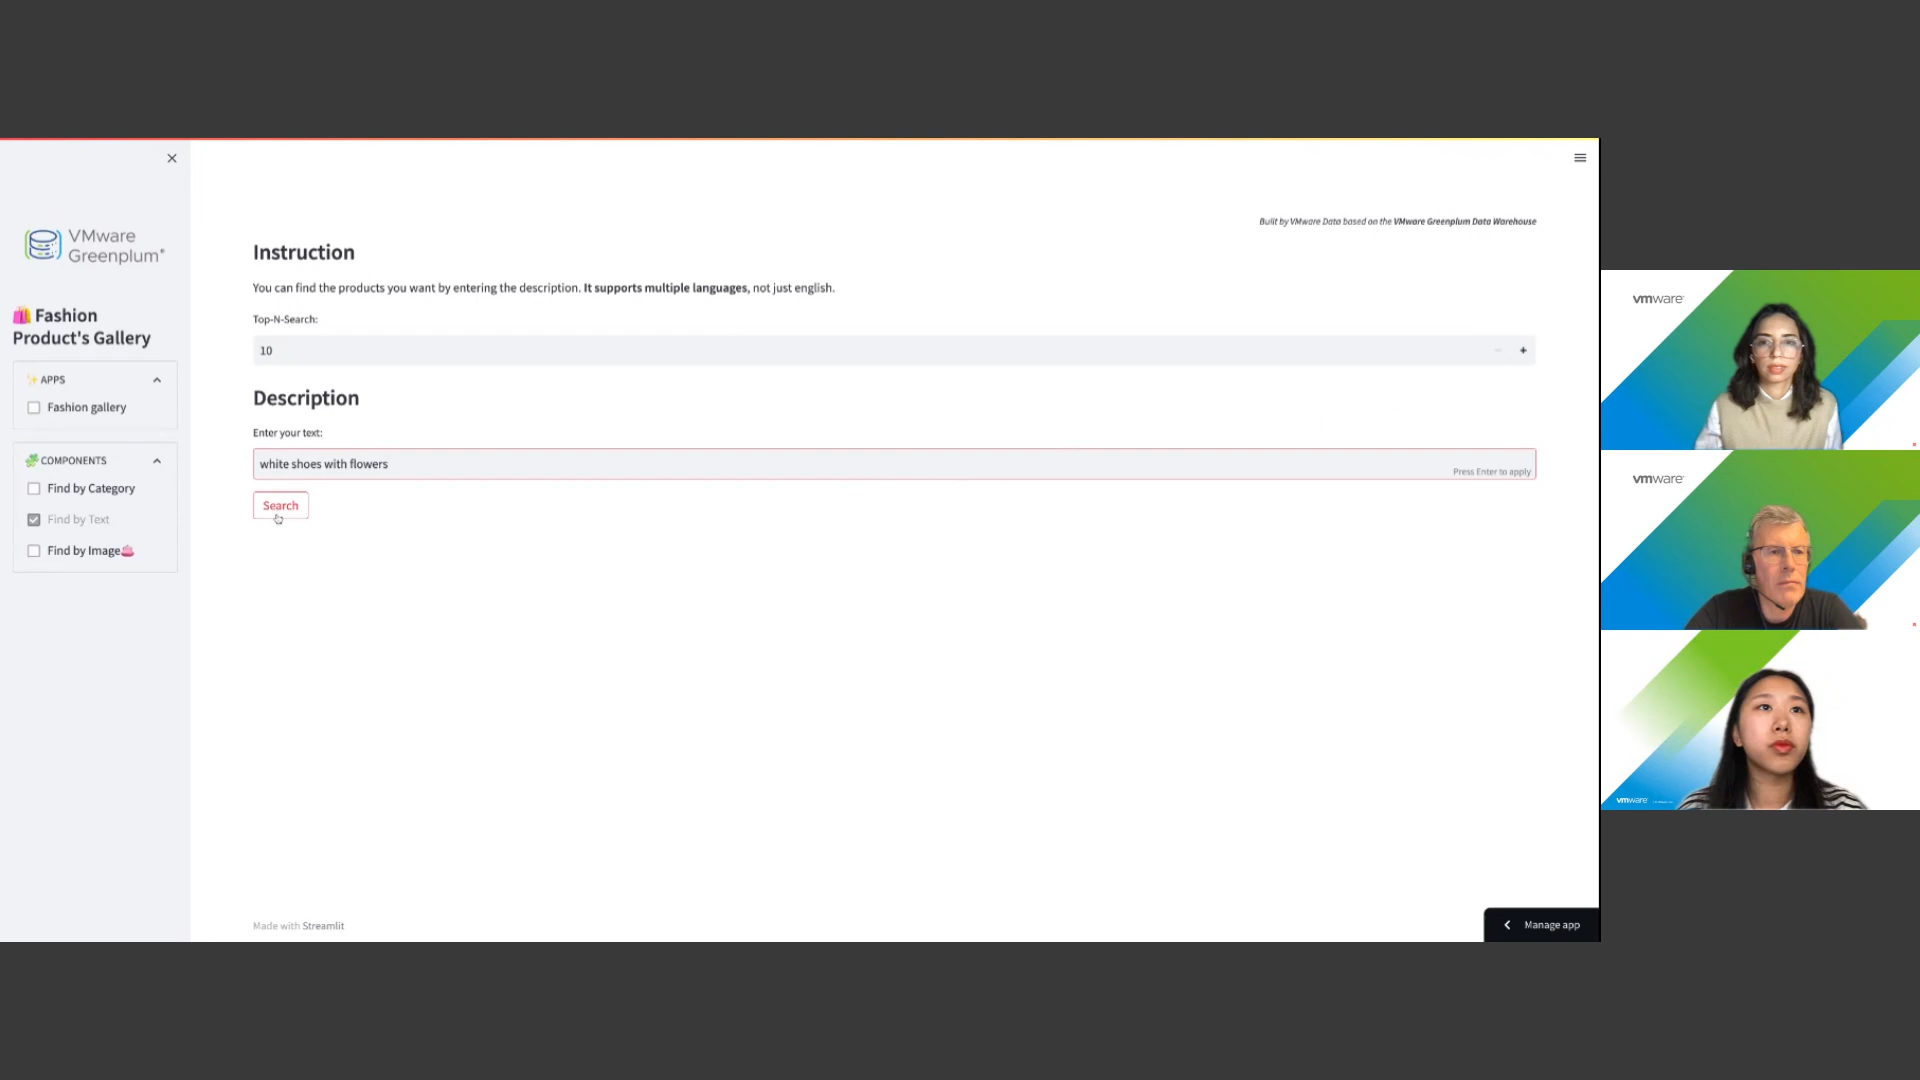 VMware
Greenplum®
Fashion
Product's Gallery
APPS
Fashion gallery
COMPONENTS
Find by Category
Find by Text
Find by Image
Built by VMware Data based on the VMware Greenplum Data Warehouse
Instruction
You can find the products you want by entering the description. It supports multiple languages, not just english.
Top-N-Search:
10
Description
Enter your text:
white shoes with flowers
Press Enter to apply
Search
Made with Streamlit
Manage app
vmware
vmware
vmware